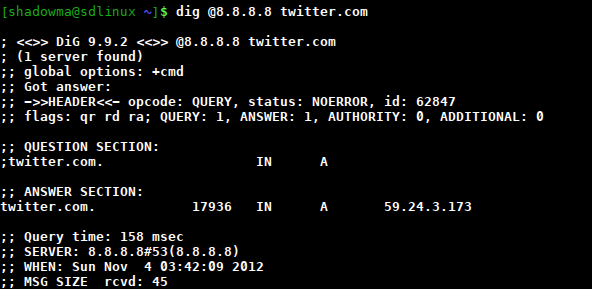 [shadowma@sdlinux ~]$ dig @8.8.8.8 twitter.com
; <<>> DiG 9.9.2 <<>> @8.8.8.8 twitter.com
; (1 server found)
;; global options: +cmd
;; Got answer:
;; ->>HEADER<<- opcode: QUERY, status: NOERROR, id: 62847
;; flags: qr rd ra; QUERY: 1, ANSWER: 1, AUTHORITY: 0, ADDITIONAL: 0
;; QUESTION SECTION:
;twitter.com. IN A
;; ANSWER SECTION:
twitter.com. 17936 IN A 59.24.3.173
;; Query time: 158 msec
;; SERVER: 8.8.8.8#53(8.8.8.8)
;; WHEN: Sun Nov 4 03:42:09 2012
;; MSG SIZE rcvd: 45